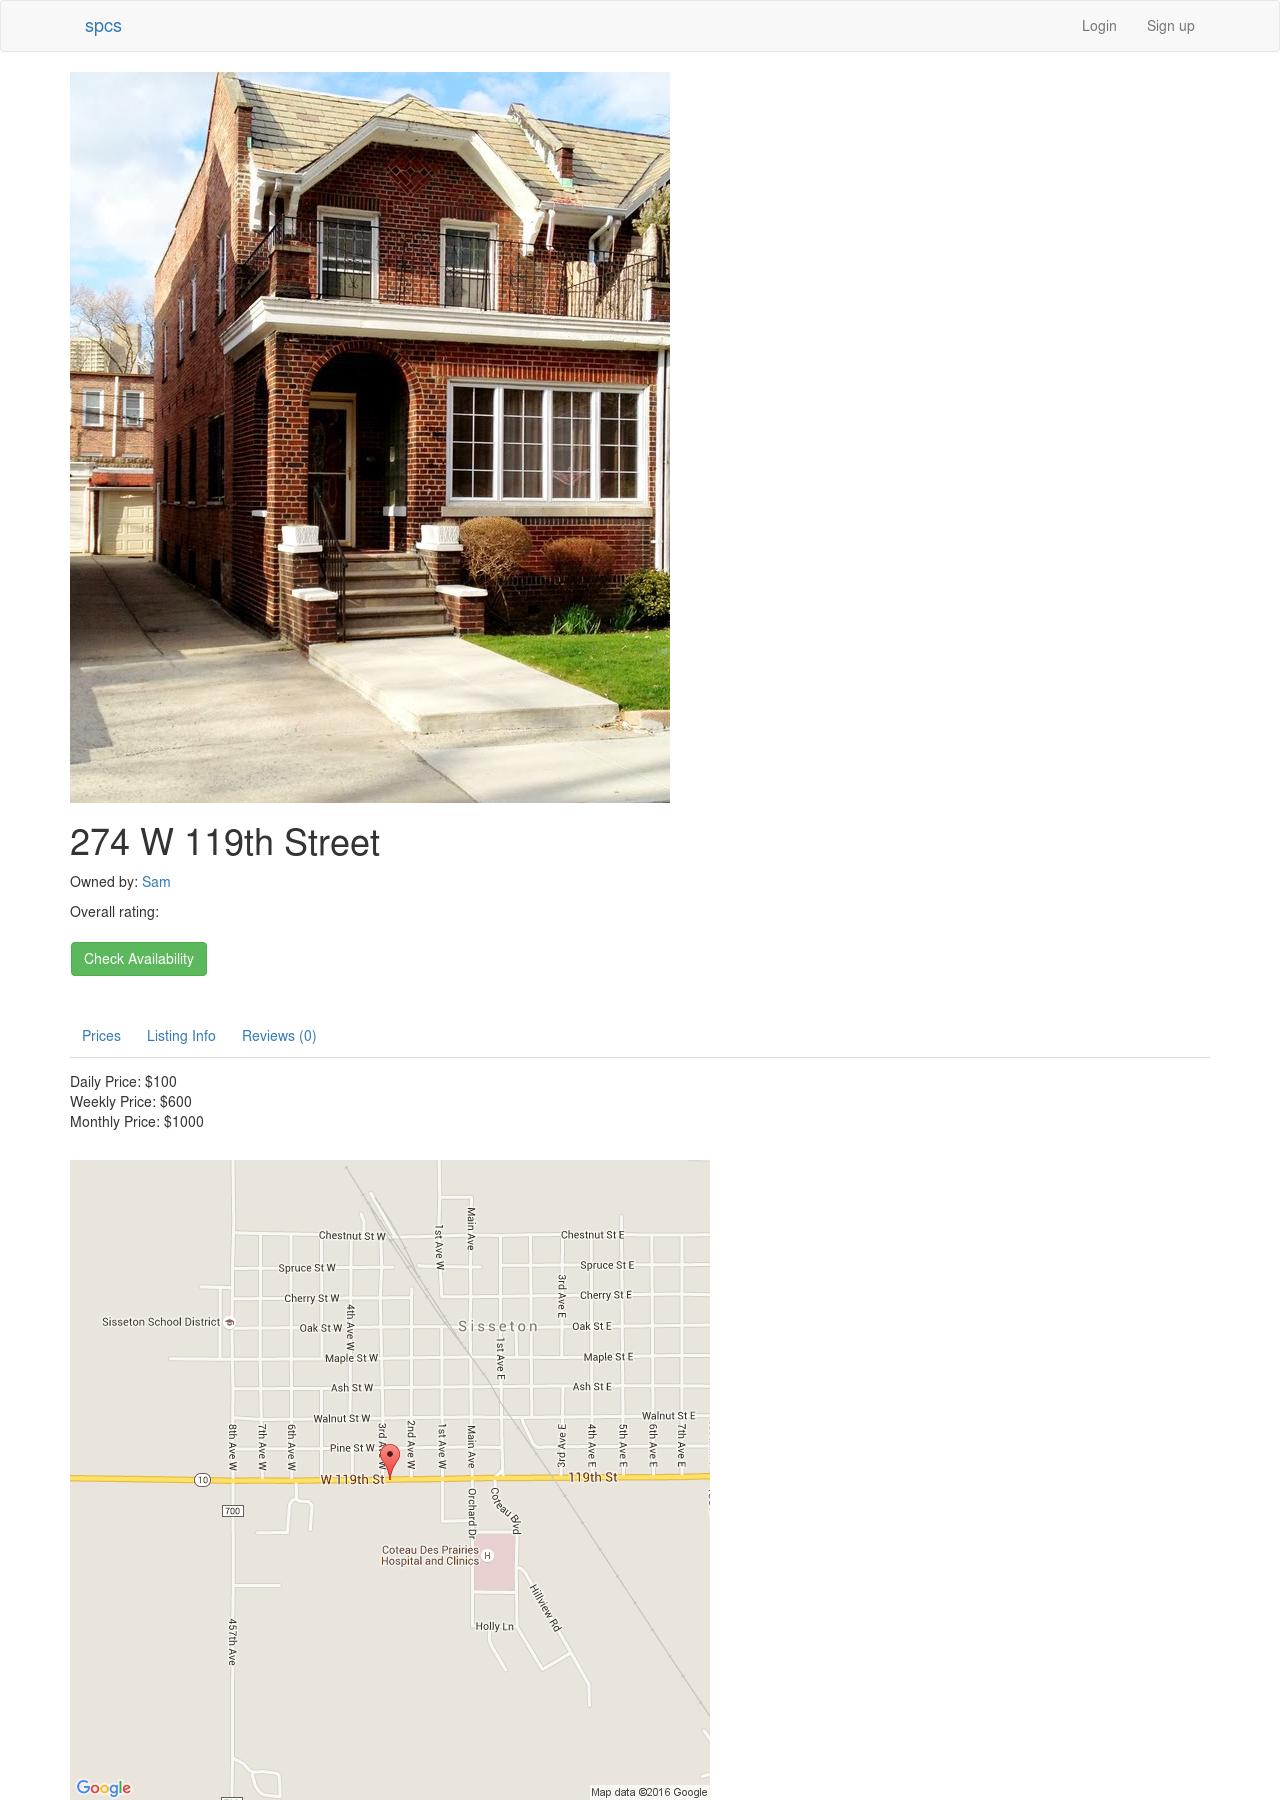 spcs
Login
Sign up
274 W 119th Street
Owned by: Sam
Overall rating:
Check Availability
Prices
Listing Info
Reviews (0)
Daily Price: $100
Weekly Price: $600
Monthly Price: $1000
Main Ave
1st Ave W
Chestnut St W
Chestnut St E
Spruce St W
Spruce St E
3rd Ave E
Cherry St W
Cherry St E
4th Ave W
Sisseton School District
Oak St W
Sisseton
Oak St E
1st Ave E
Maple St W
Maple St E
Ash St W
Ash St E
Walnut St W
Walnut St E
8th Ave W
7th Ave W
6th Ave W
Pine St W
2nd Ave W
1st Ave W
Main Ave
3rd Ave E
4th Ave E
5th Ave E
6th Ave E
7th Ave E
10
W 119th St
119th St
700
Orchard Dr
Coteau Blvd
Coteau Des Prairies
Hospital and Clinics
H
Hillview Rd
Holly Ln
457th Ave
Google
Map data ©2016 Google